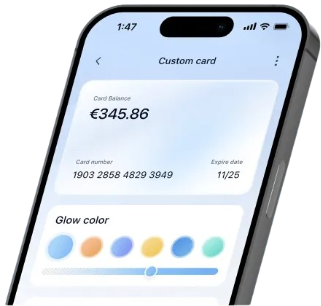 1:47
Custom card
Card Balance
€345.86
Card number Expire date
1903 2858 4829 3949 11/25
Glow color